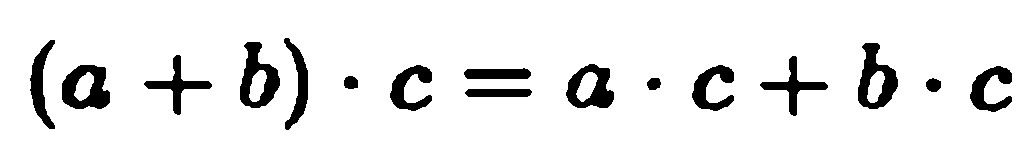 (a + b) · c = a · c + b · c